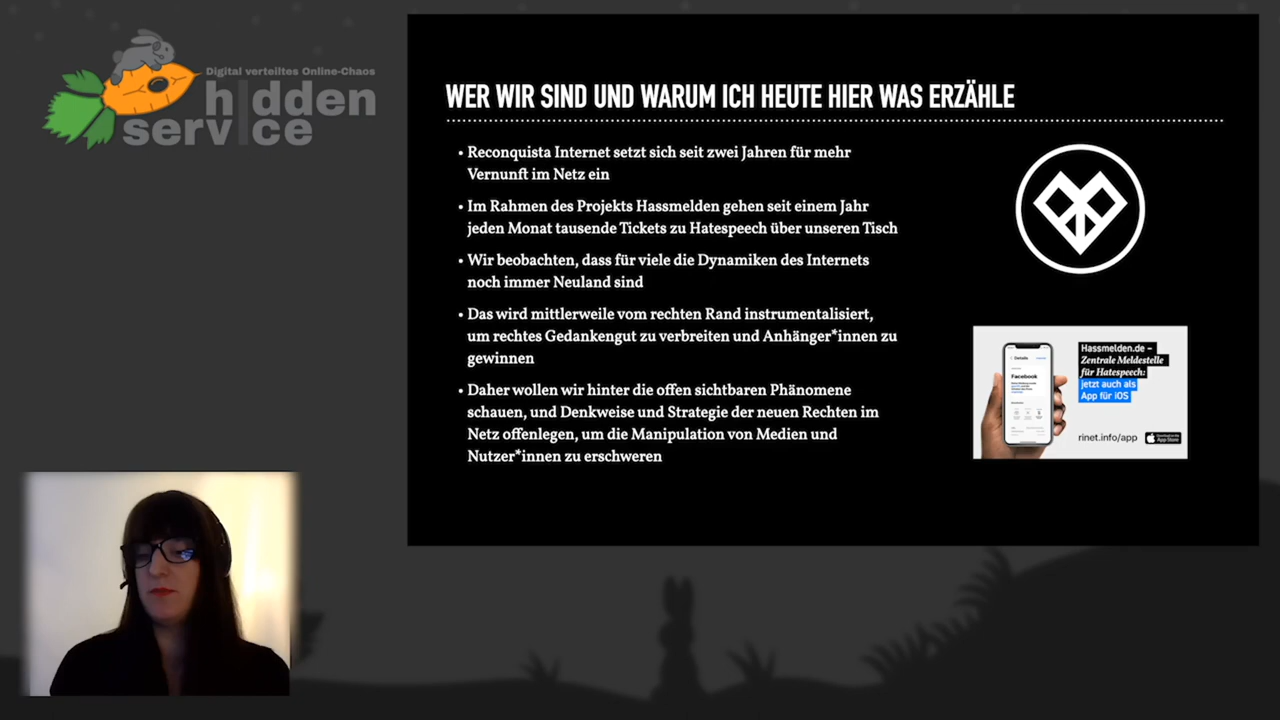 Digital verteiltes Online-Chaos
h|dden
serv|ce
WER WIR SIND UND WARUM ICH HEUTE HIER WAS ERZÄHLE
• Reconquista Internet setzt sich seit zwei Jahren für mehr
Vernunft im Netz ein
• Im Rahmen des Projekts Hassmelden gehen seit einem Jahr
jeden Monat tausende Tickets zu Hatespeech über unseren Tisch
• Wir beobachten, dass für viele die Dynamiken des Internets
noch immer Neuland sind
• Das wird mittlerweile vom rechten Rand instrumentalisiert,
um rechtes Gedankengut zu verbreiten und Anhänger*innen zu
gewinnen
• Daher wollen wir hinter die offen sichtbaren Phänomene
schauen, und Denkweise und Strategie der neuen Rechten im
Netz offenlegen, um die Manipulation von Medien und
Nutzer*innen zu erschweren
Details
Facebook
Hassmelden.de –
Zentrale Meldestelle
für Hatespeech:
jetzt auch als
App für iOS
rinet.info/app
App Store